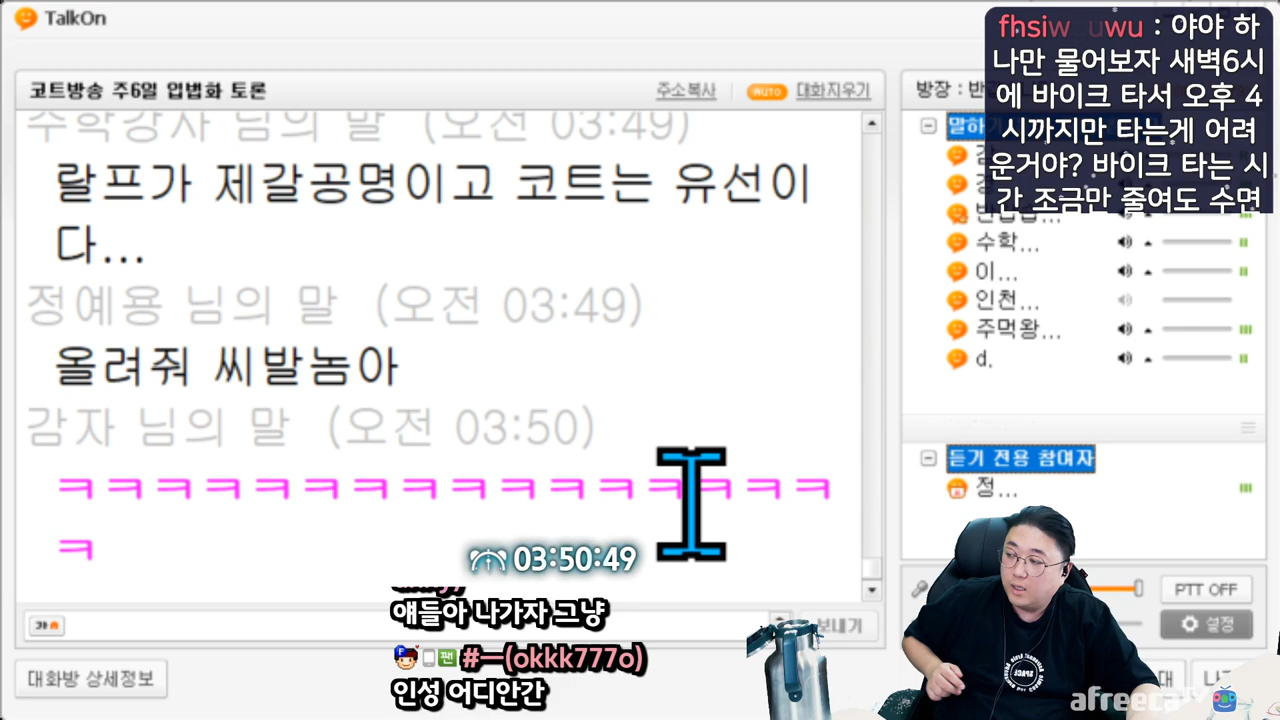 TalkOn
코트방송 주6일 입법화 토론
주소복사
AUTO 대화지우기
수학강사 님의 말 (오전 03:49)
랄프가 제갈공명이고 코트는 유선이
다...
정예용 님의 말 (오전 03:49)
올려줘 씨발놈아
감자 님의 말 (오전 03:50)
ㅋㅋㅋㅋㅋㅋㅋㅋㅋㅋㅋㅋㅋㅋㅋㅋ
ㅋ
03:50:49
얘들아 나가자 그냥
#ㅡ(okkk777o)
인성 어디안간
가
보내기
대화방 상세정보
방장 :
fhsiw uwu : 야야 하
나만 물어보자 새벽6시
에 바이크 타서 오후 4
시까지만 타는게 어려
운거야? 바이크 타는 시
간 조금만 줄여도 수면
수학...
이...
인천...
주먹왕...
d.
듣기 전용 참여자
정...
PTT OFF
설정
SPACE
afreecaTV